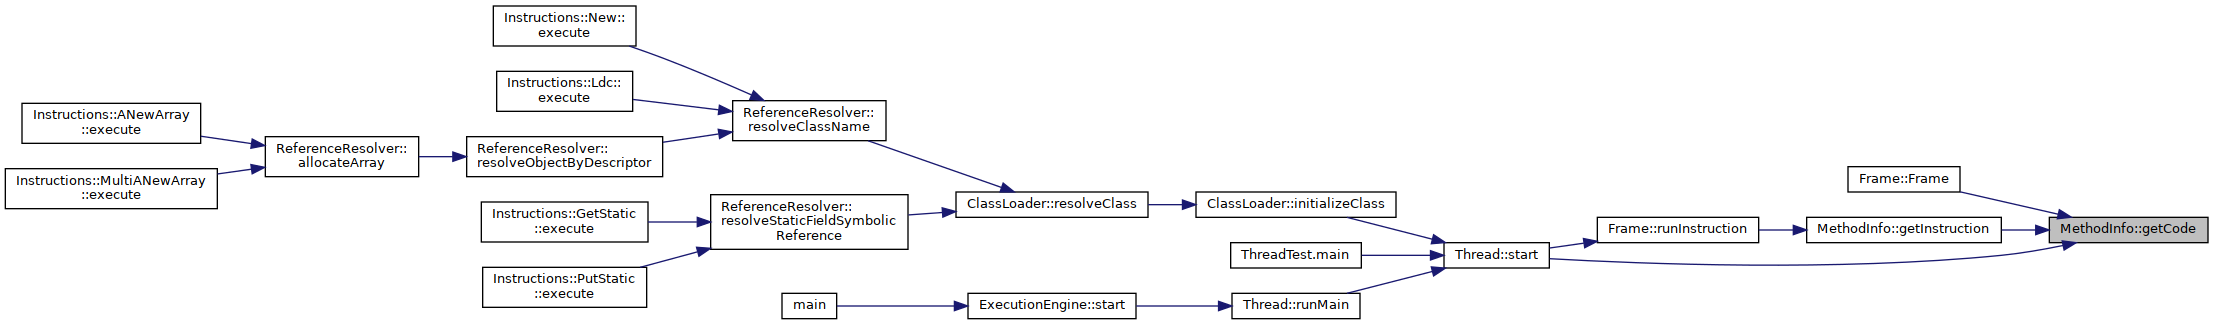 Instructions::New::
execute
Instructions::Ldc::
execute
Instructions::ANewArray
::execute
Instructions::MultiANewArray
::execute
ReferenceResolver::
allocateArray
ReferenceResolver::
resolveObjectByDescriptor
ReferenceResolver::
resolveClassName
Instructions::GetStatic
::execute
Instructions::PutStatic
::execute
ReferenceResolver::
resolveStaticFieldSymbolic
Reference
ClassLoader::resolveClass
ClassLoader::initializeClass
ThreadTest.main
main
ExecutionEngine::start
Thread::runMain
Thread::start
Frame::runInstruction
MethodInfo::getInstruction
Frame::Frame
MethodInfo::getCode